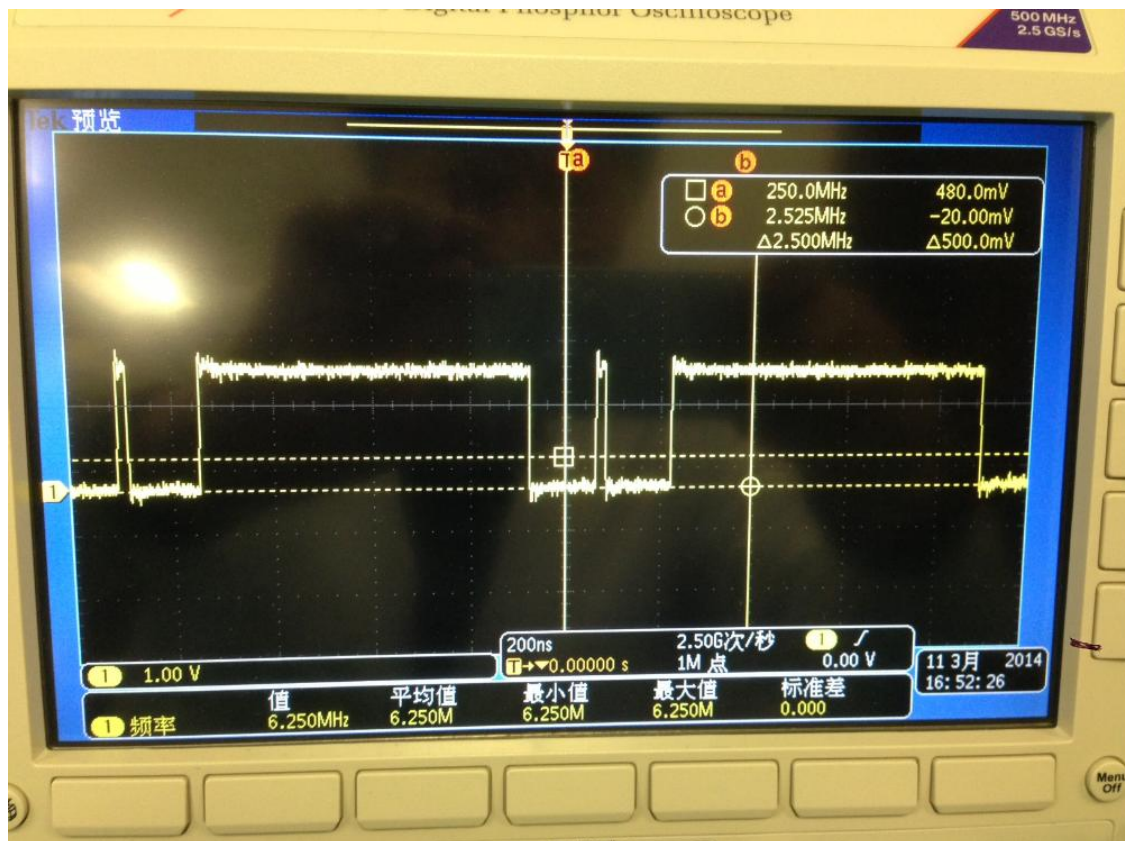 Digital Phosphor Oscilloscope
500 MHz
2.5 GS/s
Tek 预览
T a
b
a 250.0MHz 480.0mV
b 2.525MHz -20.00mV
Δ2.500MHz Δ500.0mV
1
1 1.00 V
200ns 2.50G次/秒 1
T→▼0.00000 s 1M 点 0.00 V
11 3月 2014
16:52:26
值 平均值 最小值 最大值 标准差
1 频率 6.250MHz 6.250M 6.250M 6.250M 0.000
Menu
Off